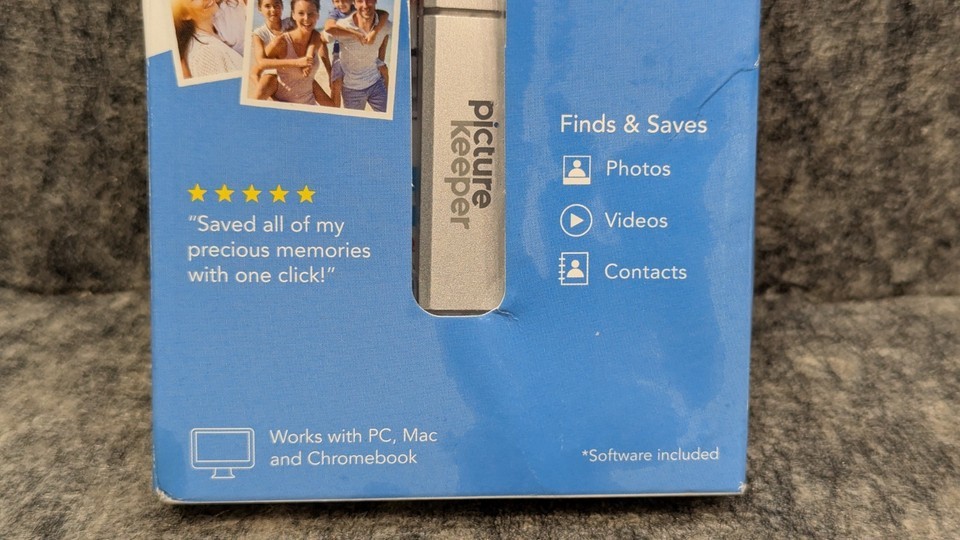 picture
keeper
"Saved all of my
precious memories
with one click!"
Finds & Saves
Photos
Videos
Contacts
Works with PC, Mac
and Chromebook
*Software included